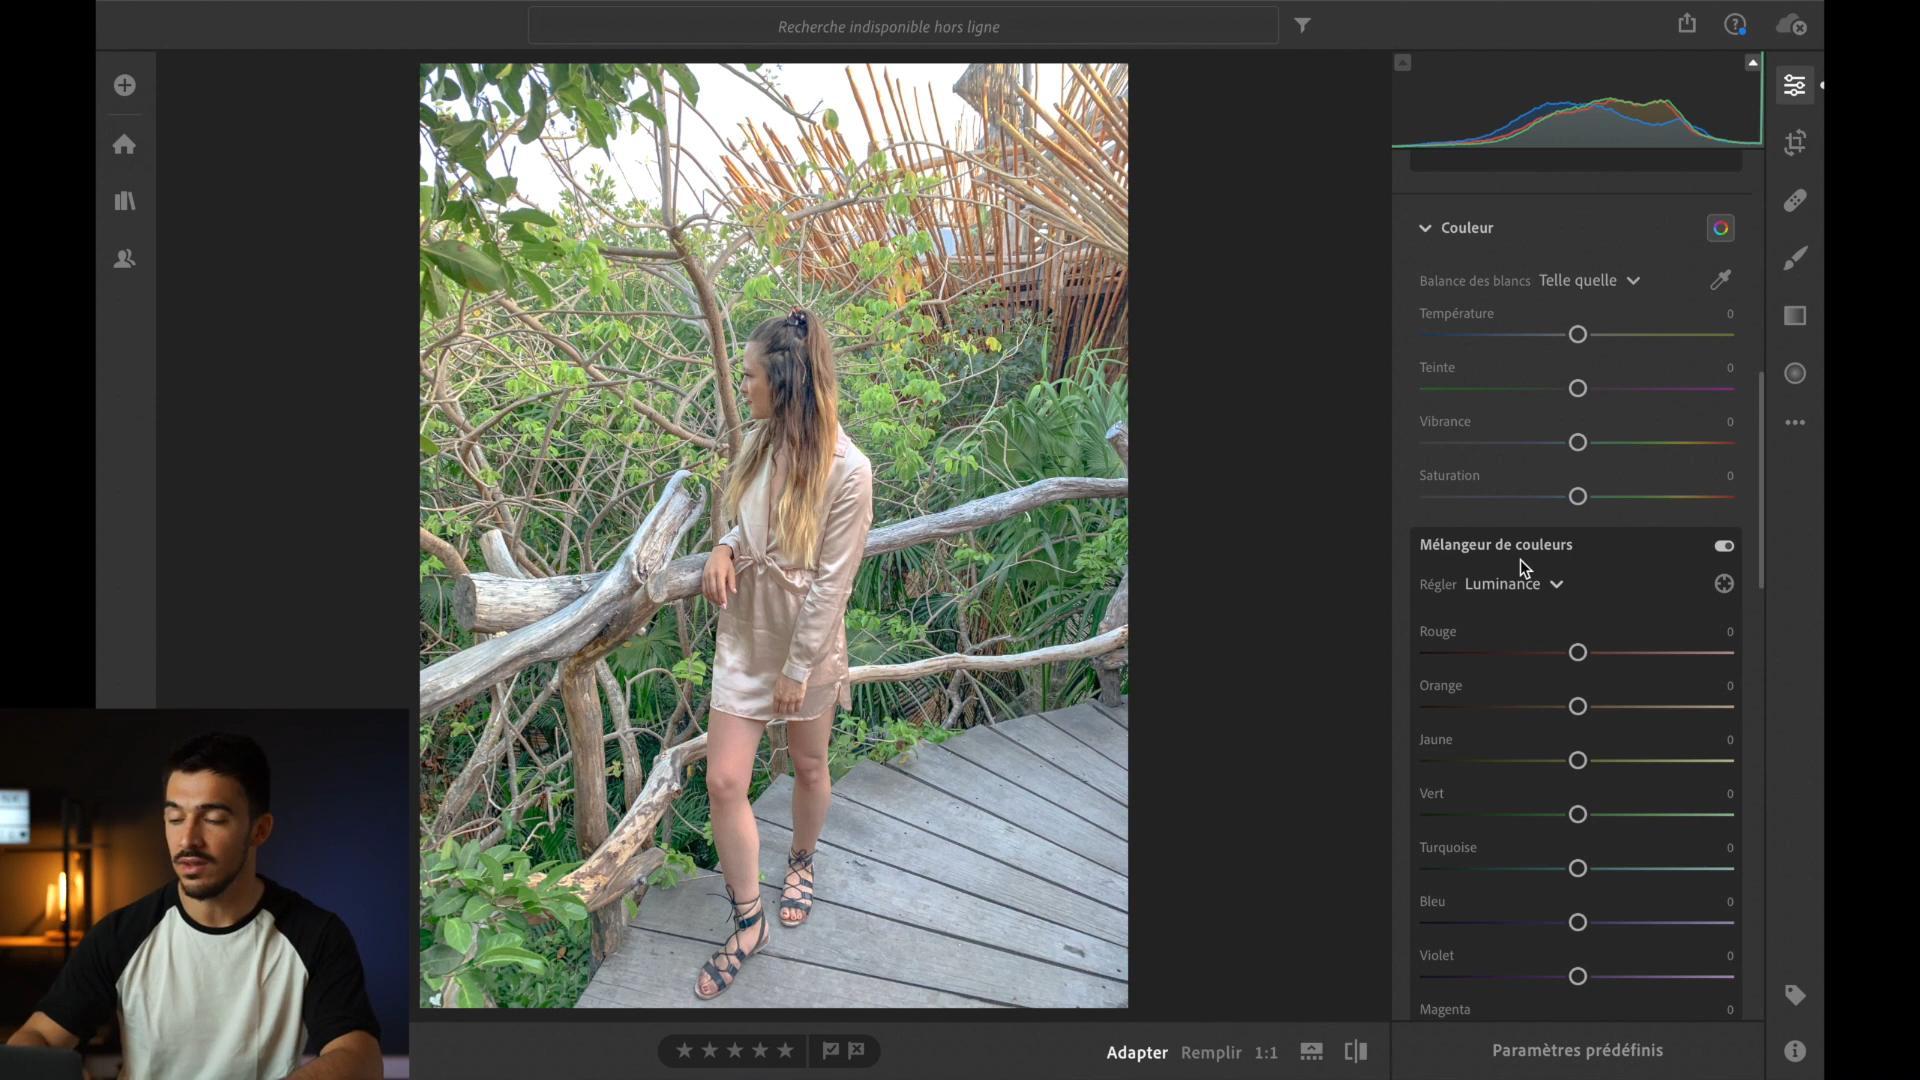 Recherche indisponible hors ligne
Couleur
Balance des blancs Telle quelle
Température 0
Teinte 0
Vibrance 0
Saturation 0
Mélangeur de couleurs
Régler Luminance
Rouge 0
Orange 0
Jaune 0
Vert 0
Turquoise 0
Bleu 0
Violet 0
Magenta 0
Adapter Remplir 1:1
Paramètres prédéfinis